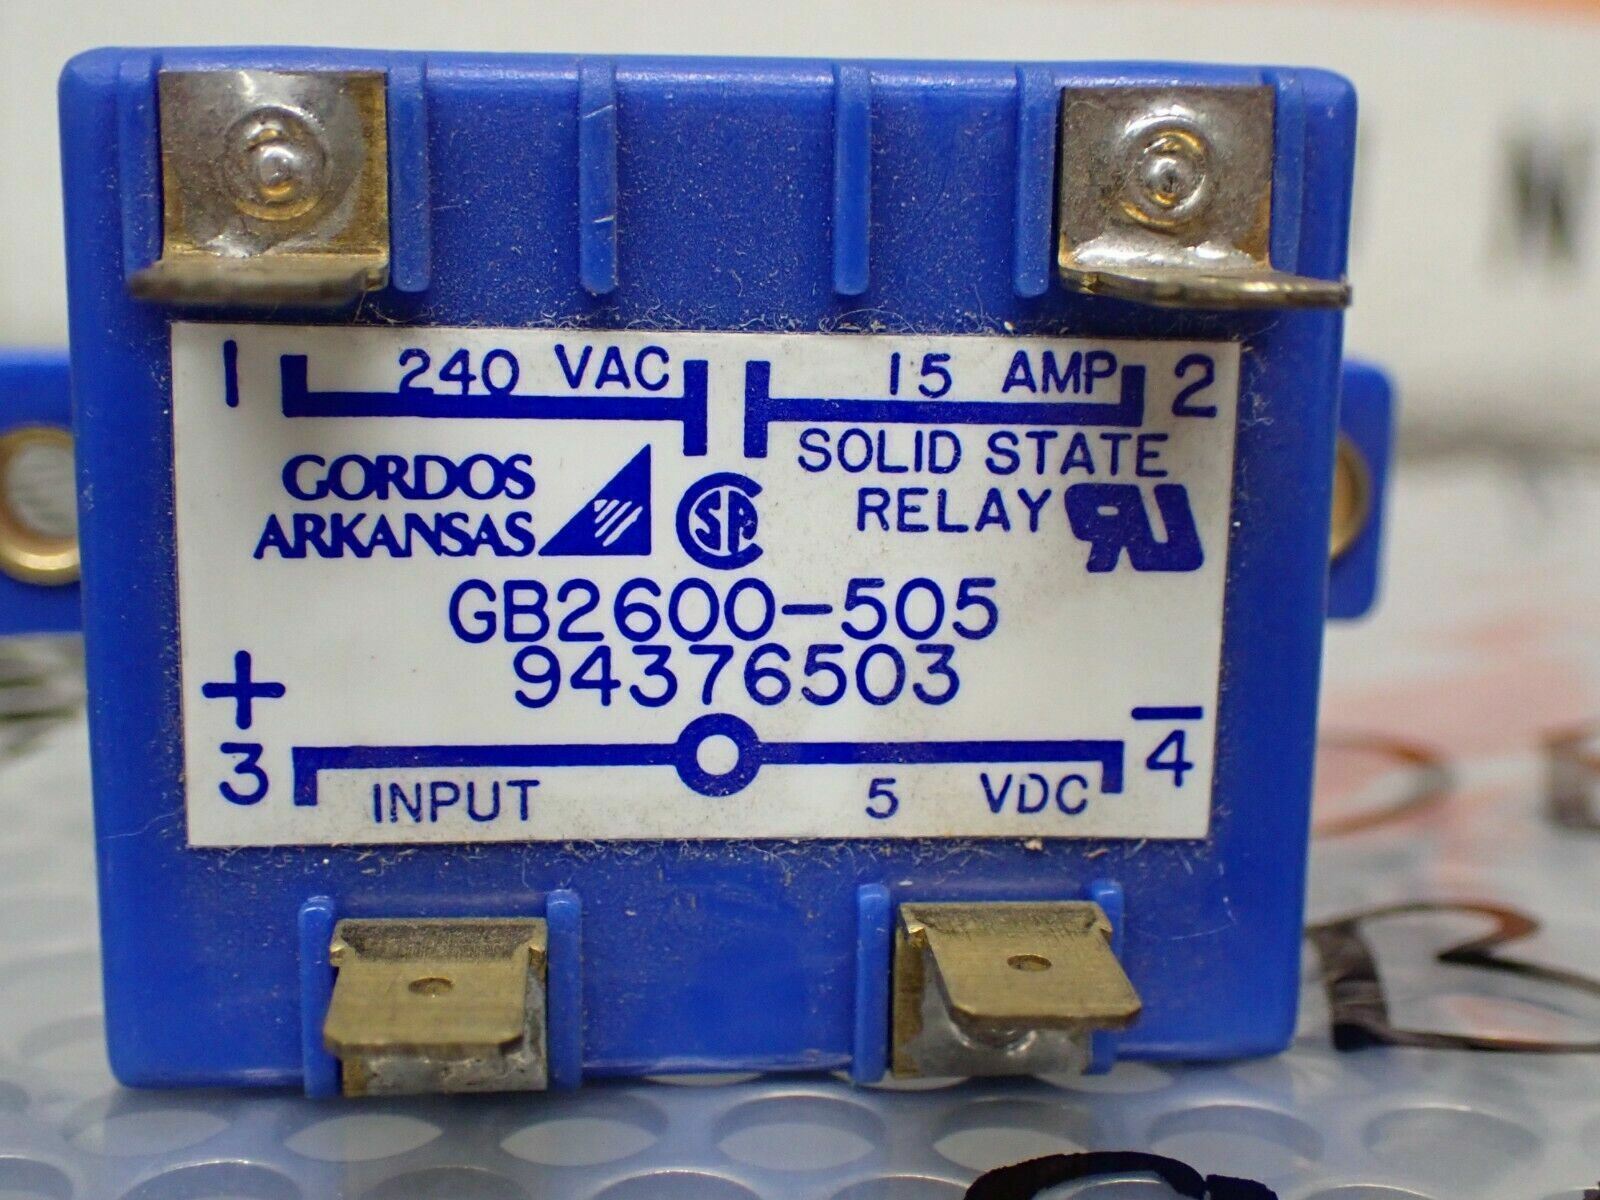 1 240 VAC 15 AMP 2
GORDOS
ARKANSAS
SOLID STATE
RELAY
GB2600-505
94376503
+ −
3 INPUT 5 VDC 4
W